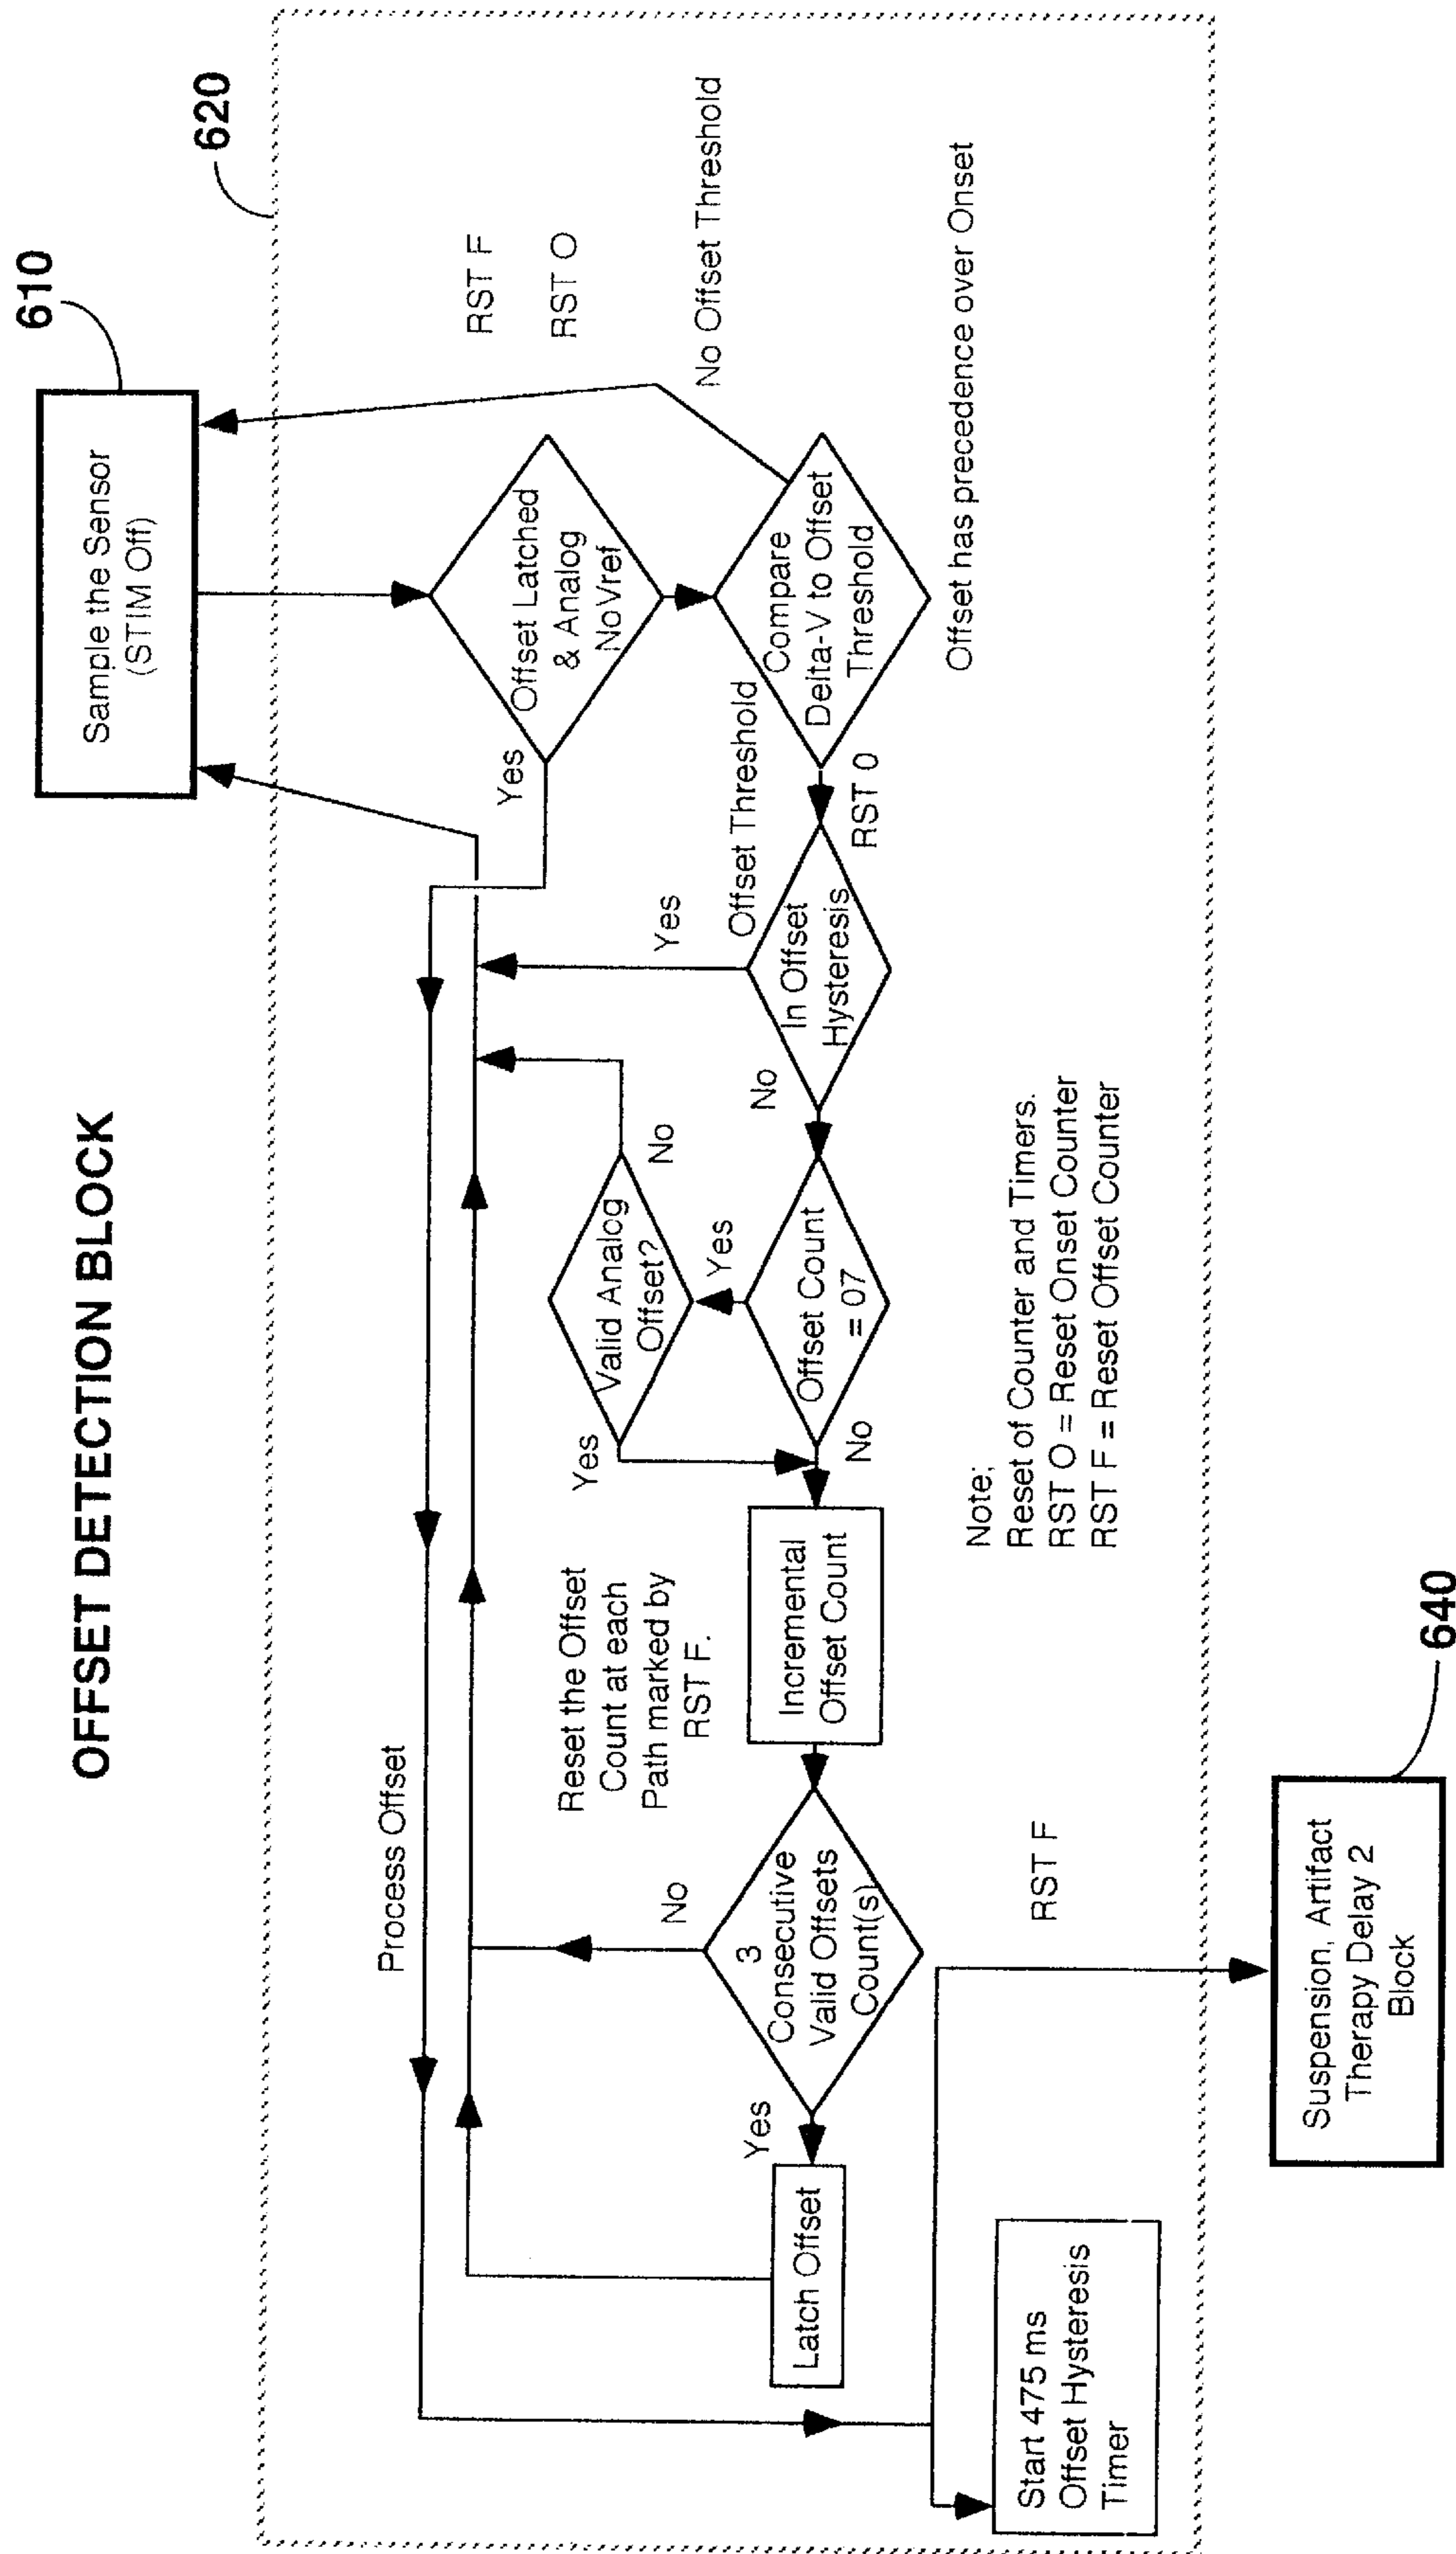 OFFSET DETECTION BLOCK
610
Sample the Sensor
(STIM Off)
620
RST F
RST O
No Offset Threshold
Offset Latched
& Analog
NoVref
Yes
Process Offset
Compare
Delta-V to Offset
Threshold
Offset has precedence over Onset
Offset Threshold
RST 0
In Offset
Hysteresis
Yes
No
Offset Count
= 07
Yes
No
Valid Analog
Offset?
No
Yes
Incremental
Offset Count
Reset the Offset
Count at each
Path marked by
RST F.
3
Consecutive
Valid Offsets
Count(s)
No
Yes
Latch Offset
RST F
Start 475 ms
Offset Hysteresis
Timer
Note;
Reset of Counter and Timers.
RST O = Reset Onset Counter
RST F = Reset Offset Counter
Suspension, Artifact
Therapy Delay 2
Block
640